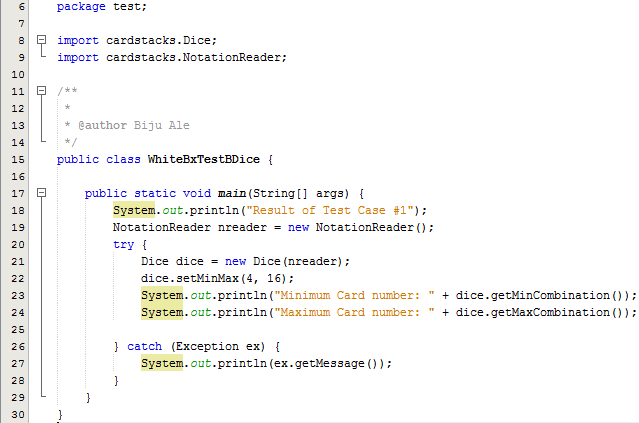 6 package test;
7
8 import cardstacks.Dice;
9 import cardstacks.NotationReader;
10
11 /**
12 *
13 * @author Biju Ale
14 */
15 public class WhiteBxTestBDice {
16
17 public static void main(String[] args) {
18 System.out.println("Result of Test Case #1");
19 NotationReader nreader = new NotationReader();
20 try {
21 Dice dice = new Dice(nreader);
22 dice.setMinMax(4, 16);
23 System.out.println("Minimum Card number: " + dice.getMinCombination());
24 System.out.println("Maximum Card number: " + dice.getMaxCombination());
25
26 } catch (Exception ex) {
27 System.out.println(ex.getMessage());
28 }
29 }
30 }